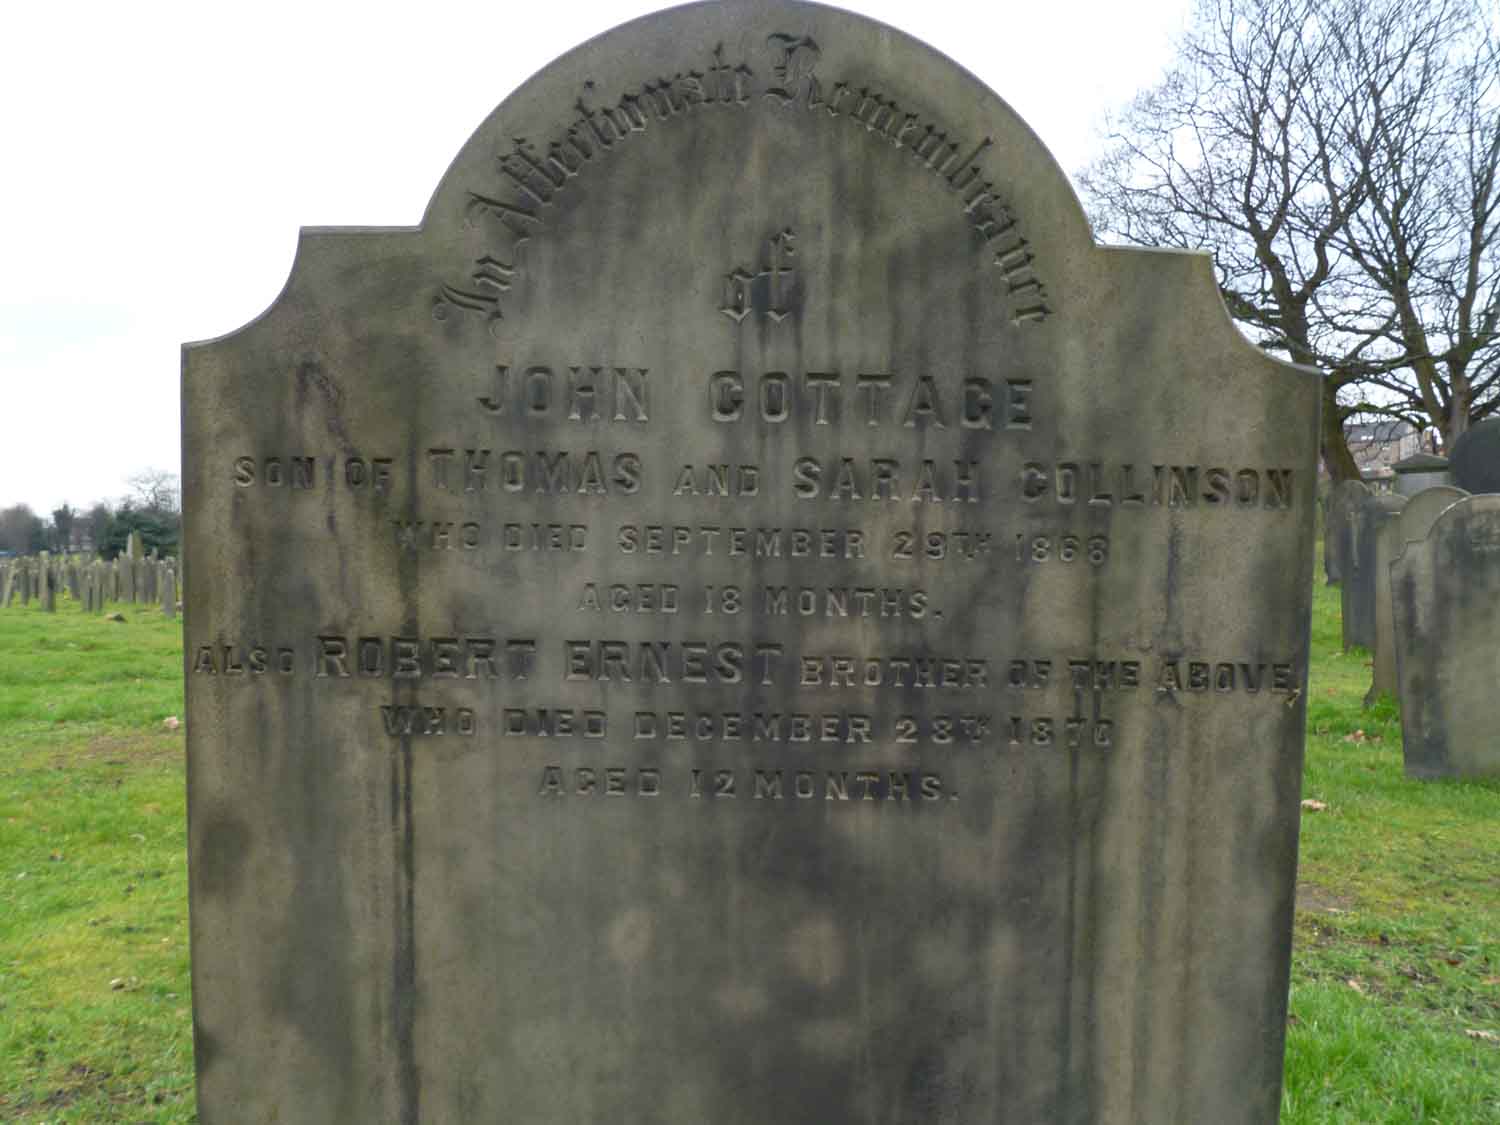 In Affectionate Remembrance
of
JOHN COTTAGE
SON OF THOMAS AND SARAH COLLINSON
WHO DIED SEPTEMBER 29TH 1868
AGED 18 MONTHS.
ALSO ROBERT ERNEST BROTHER OF THE ABOVE,
WHO DIED DECEMBER 28TH 1870
AGED 12 MONTHS.